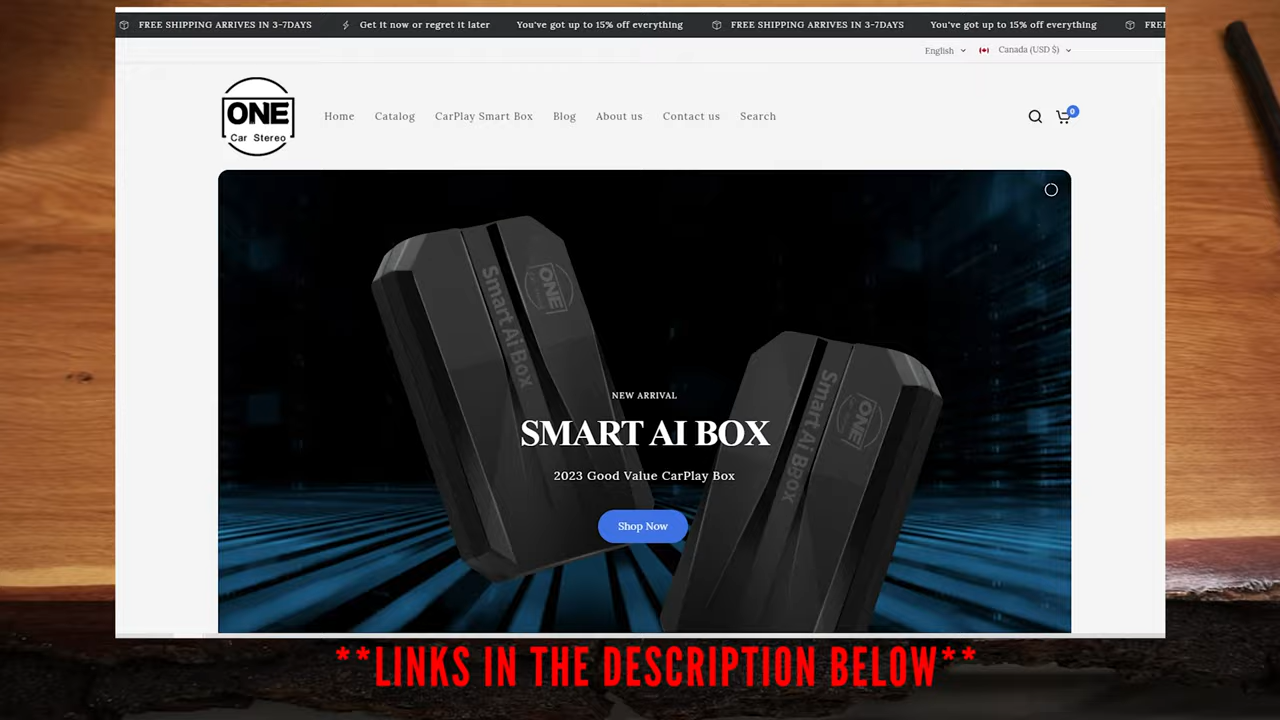 FREE SHIPPING ARRIVES IN 3-7DAYS Get it now or regret it later You've got up to 15% off everything FREE SHIPPING ARRIVES IN 3-7DAYS You've got up to 15% off everything FREE
English Canada (USD $)
ONE
Car Stereo
Home Catalog CarPlay Smart Box Blog About us Contact us Search
0
Smart Ai Box
ONE
Smart Ai BBox
ONE
NEW ARRIVAL
SMART AI BOX
2023 Good Value CarPlay Box
Shop Now
**LINKS IN THE DESCRIPTION BELOW**